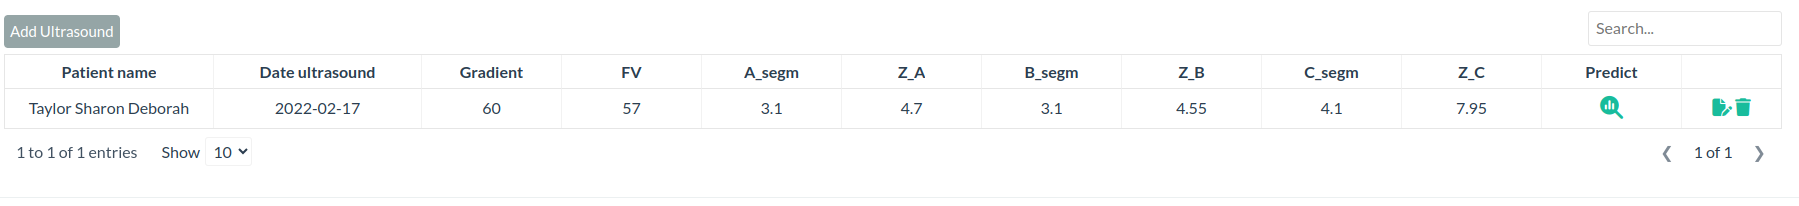 Add Ultrasound
Search...
Patient name Date ultrasound Gradient FV A_segm Z_A B_segm Z_B C_segm Z_C Predict
Taylor Sharon Deborah 2022-02-17 60 57 3.1 4.7 3.1 4.55 4.1 7.95
1 to 1 of 1 entries Show 10 ❮ 1 of 1 ❯